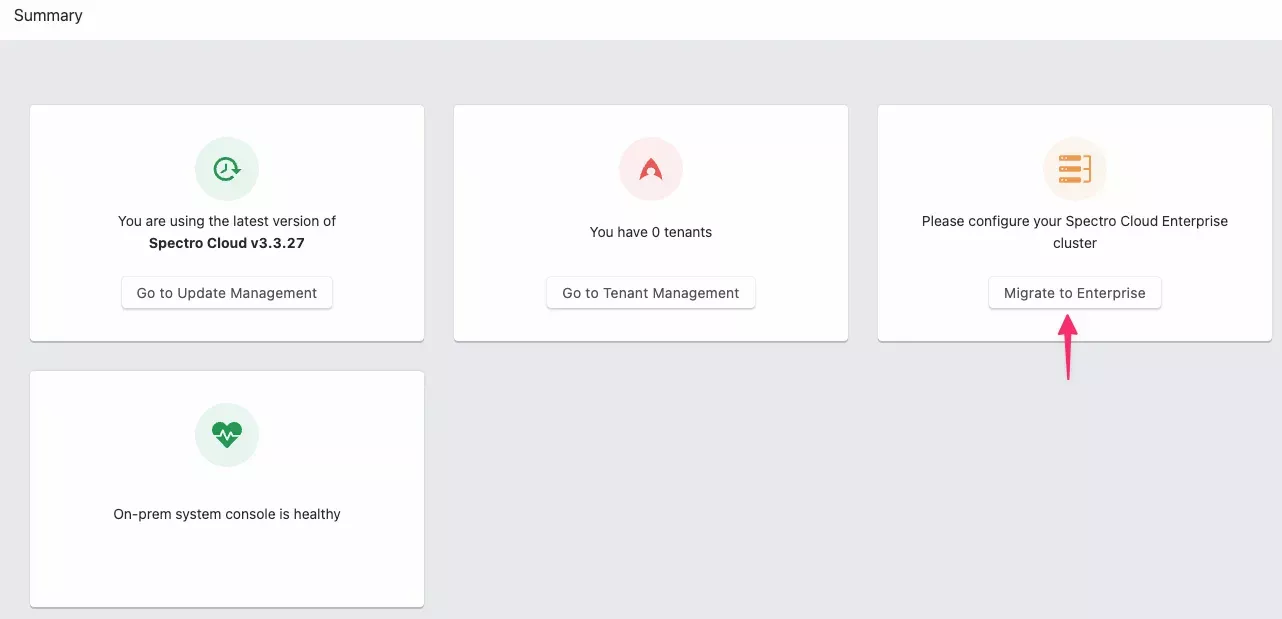 Summary
You are using the latest version of
Spectro Cloud v3.3.27
Go to Update Management
You have 0 tenants
Go to Tenant Management
Please configure your Spectro Cloud Enterprise
cluster
Migrate to Enterprise
On-prem system console is healthy